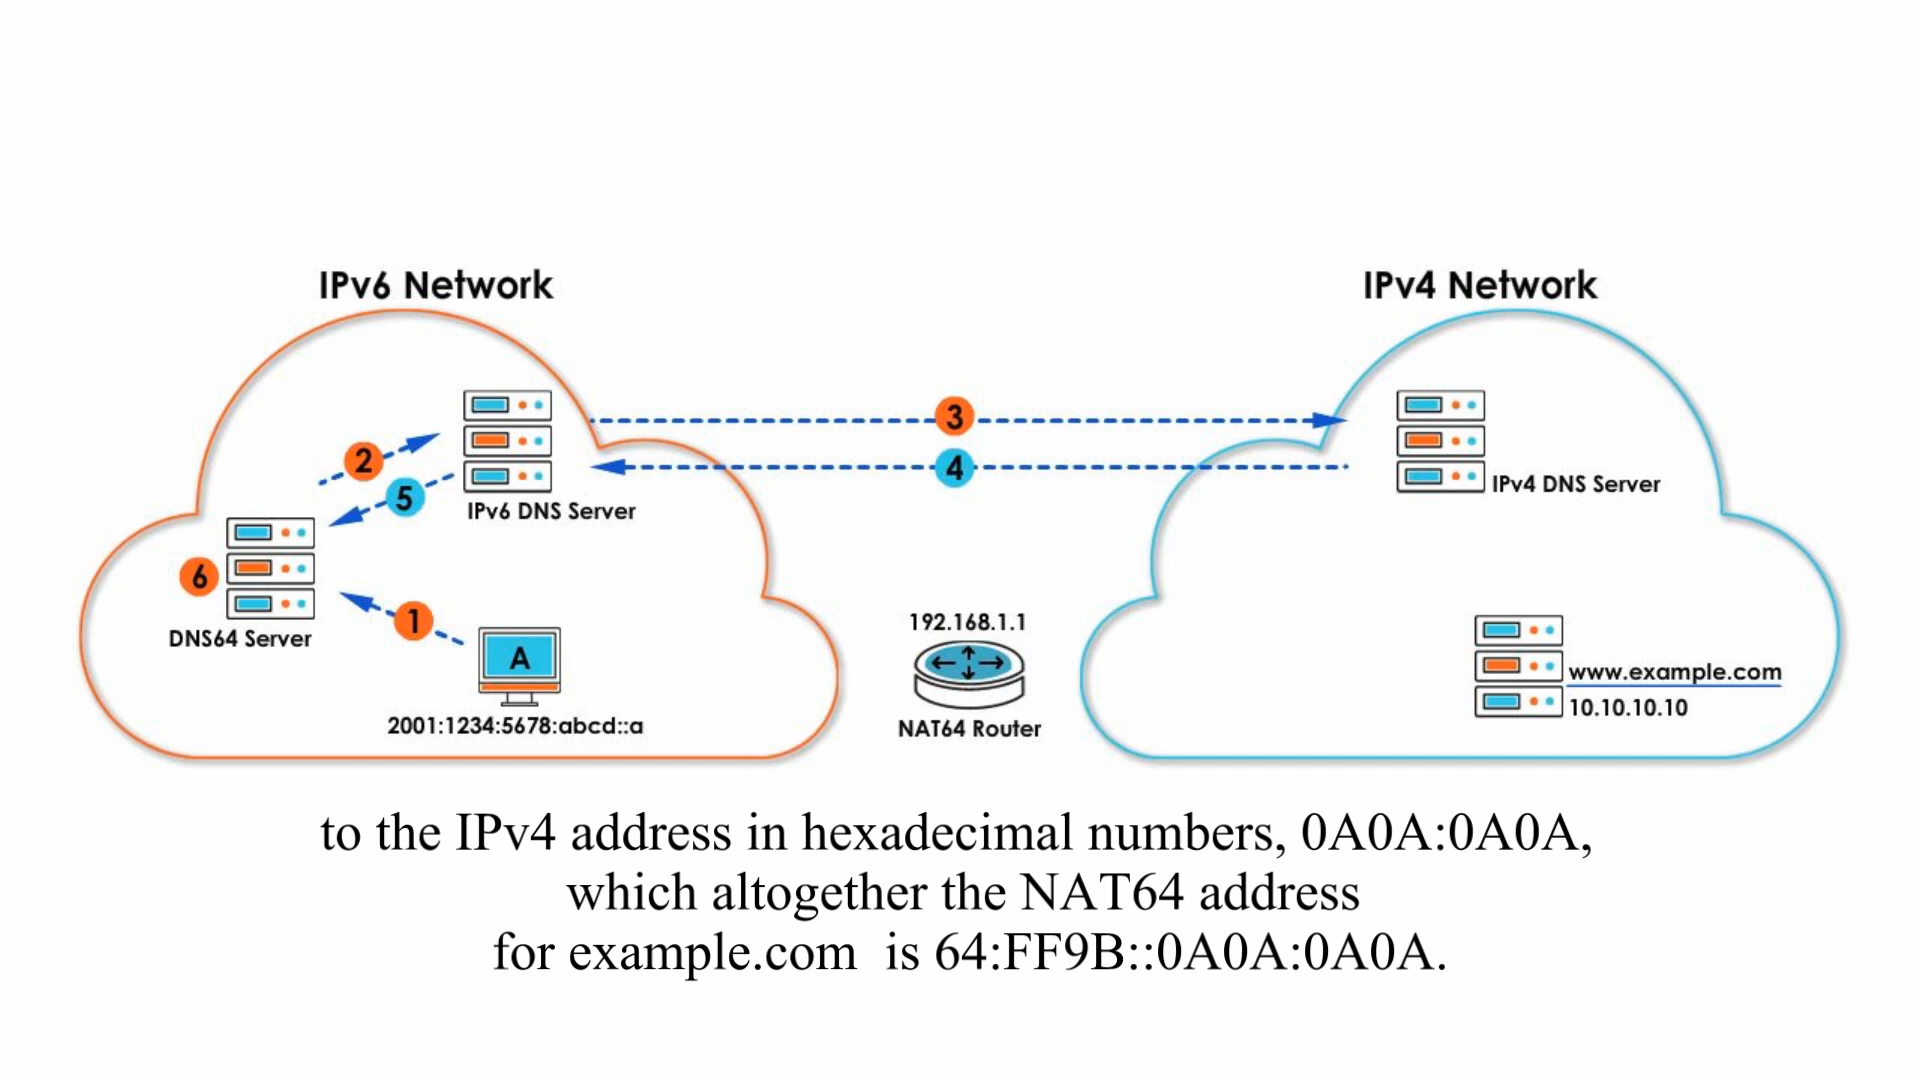 IPv6 Network
IPv4 Network
3
2
4
5
IPv6 DNS Server
IPv4 DNS Server
6
1
DNS64 Server
A
2001:1234:5678:abcd::a
192.168.1.1
NAT64 Router
www.example.com
10.10.10.10
to the IPv4 address in hexadecimal numbers, 0A0A:0A0A,
which altogether the NAT64 address
for example.com  is 64:FF9B::0A0A:0A0A.